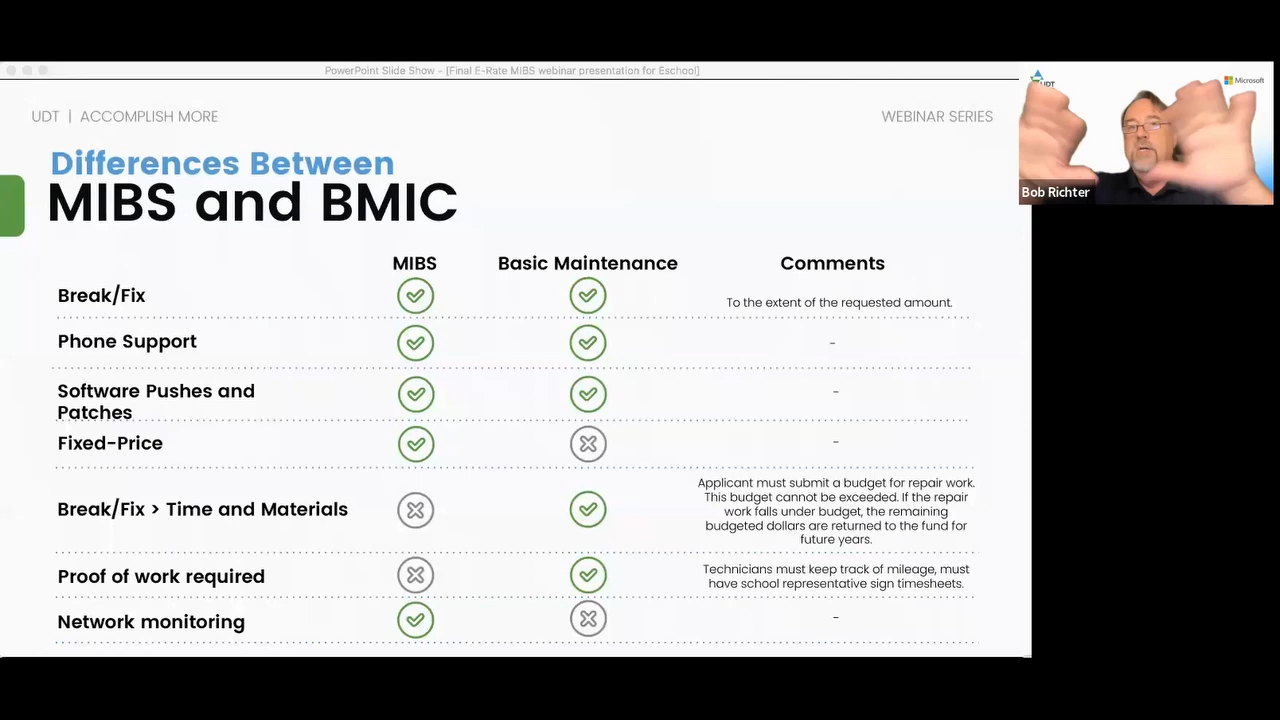 PowerPoint Slide Show - [Final E-Rate MIBS webinar presentation for Eschool]
UDT | ACCOMPLISH MORE
WEBINAR SERIES
UDT
Microsoft
Bob Richter
Differences Between
MIBS and BMIC
MIBS
Basic Maintenance
Comments
Break/Fix
To the extent of the requested amount.
Phone Support
-
Software Pushes and
Patches
-
Fixed-Price
-
Break/Fix > Time and Materials
Applicant must submit a budget for repair work.
This budget cannot be exceeded. If the repair
work falls under budget, the remaining
budgeted dollars are returned to the fund for
future years.
Proof of work required
Technicians must keep track of mileage, must
have school representative sign timesheets.
Network monitoring
-